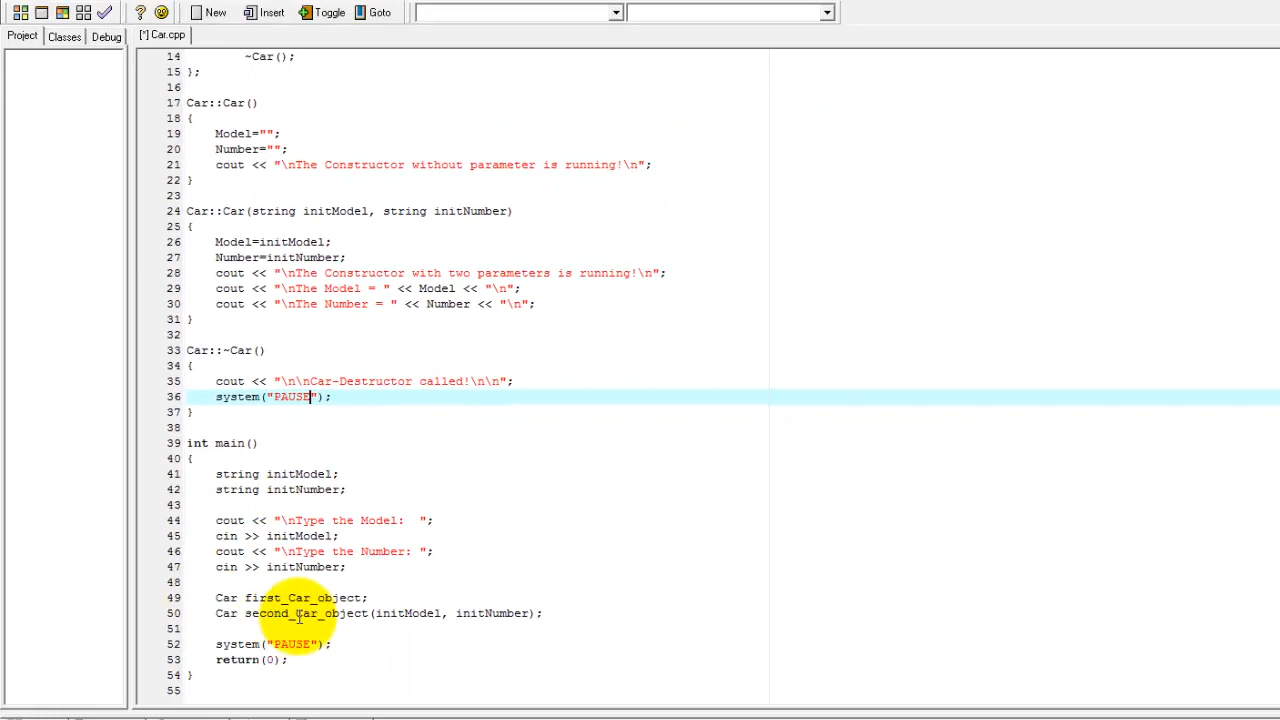 New Insert Toggle Goto
Project Classes Debug [*] Car.cpp
14 ~Car();
15 };
16
17 Car::Car()
18 {
19 Model="";
20 Number="";
21 cout << "\nThe Constructor without parameter is running!\n";
22 }
23
24 Car::Car(string initModel, string initNumber)
25 {
26 Model=initModel;
27 Number=initNumber;
28 cout << "\nThe Constructor with two parameters is running!\n";
29 cout << "\nThe Model = " << Model << "\n";
30 cout << "\nThe Number = " << Number << "\n";
31 }
32
33 Car::~Car()
34 {
35 cout << "\n\nCar-Destructor called!\n\n";
36 system("PAUSE");
37 }
38
39 int main()
40 {
41 string initModel;
42 string initNumber;
43
44 cout << "\nType the Model:  ";
45 cin >> initModel;
46 cout << "\nType the Number: ";
47 cin >> initNumber;
48
49 Car first_Car_object;
50 Car second_Car_object(initModel, initNumber);
51
52 system("PAUSE");
53 return(0);
54 }
55